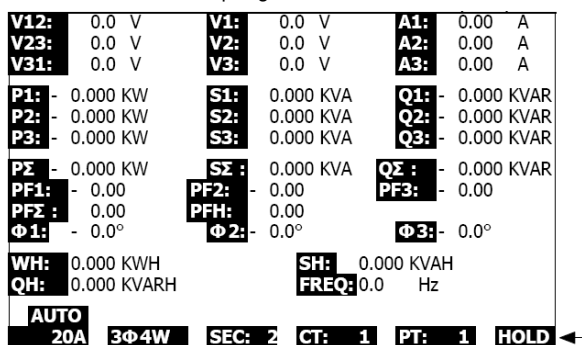 V12: 0.0 V V1: 0.0 V A1: 0.00 A
V23: 0.0 V V2: 0.0 V A2: 0.00 A
V31: 0.0 V V3: 0.0 V A3: 0.00 A
P1: - 0.000 KW S1: 0.000 KVA Q1: - 0.000 KVAR
P2: - 0.000 KW S2: 0.000 KVA Q2: - 0.000 KVAR
P3: - 0.000 KW S3: 0.000 KVA Q3: - 0.000 KVAR
PΣ - 0.000 KW SΣ : 0.000 KVA QΣ : - 0.000 KVAR
PF1: - 0.00 PF2: - 0.00 PF3: - 0.00
PFΣ : 0.00 PFH: 0.00
Φ1: - 0.0° Φ2: - 0.0° Φ3: - 0.0°
WH: 0.000 KWH SH: 0.000 KVAH
QH: 0.000 KVARH FREQ: 0.0 Hz
AUTO
20A 3Φ4W SEC: 2 CT: 1 PT: 1 HOLD